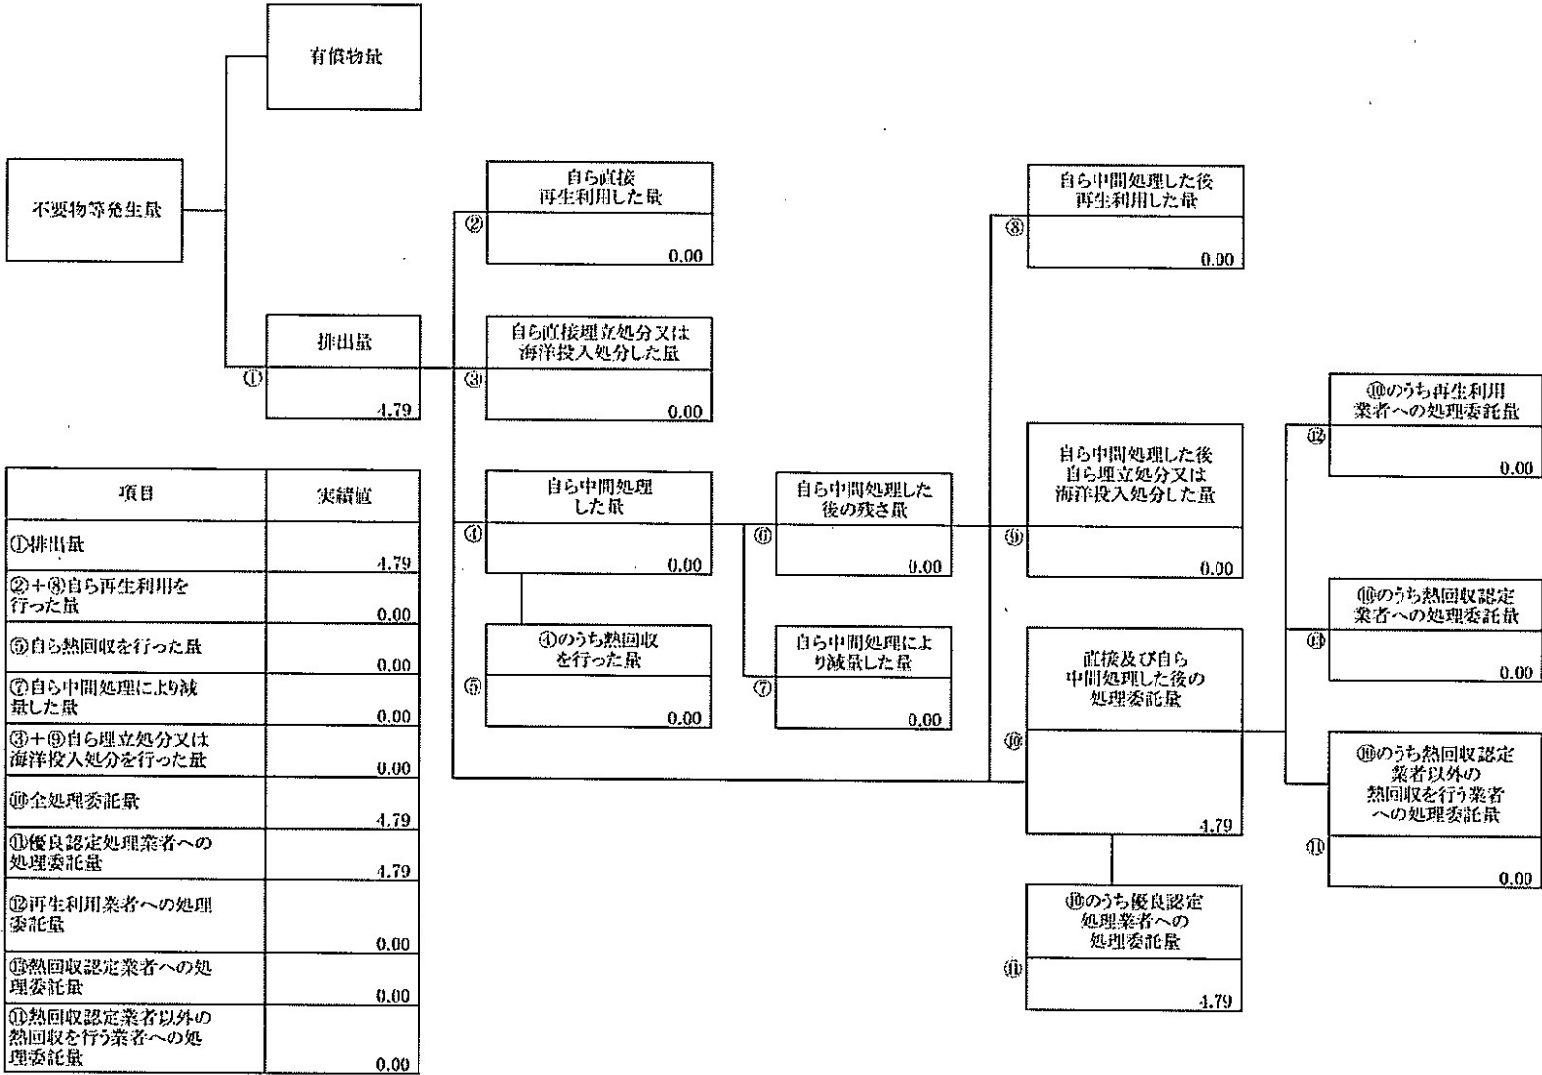 有償物量
不要物等発生量
排出量
①
4.79
自ら直接
再生利用した量
②
0.00
自ら直接埋立処分又は
海洋投入処分した量
③
0.00
自ら中間処理
した量
④
0.00
④のうち熱回収
を行った量
⑤
0.00
自ら中間処理した
後の残さ量
⑥
0.00
自ら中間処理によ
り減量した量
⑦
0.00
自ら中間処理した後
再生利用した量
⑧
0.00
自ら中間処理した後
自ら埋立処分又は
海洋投入処分した量
⑨
0.00
直接及び自ら
中間処理した後の
処理委託量
⑩
4.79
⑩のうち優良認定
処理業者への
処理委託量
⑪
4.79
⑩のうち再生利用
業者への処理委託量
⑫
0.00
⑩のうち熱回収認定
業者への処理委託量
⑬
0.00
⑩のうち熱回収認定
業者以外の
熱回収を行う業者
への処理委託量
⑭
0.00
項目 実績値
①排出量
4.79
②+⑧自ら再生利用を
行った量
0.00
⑤自ら熱回収を行った量
0.00
⑦自ら中間処理により減
量した量
0.00
③+⑨自ら埋立処分又は
海洋投入処分を行った量
0.00
⑩全処理委託量
4.79
⑪優良認定処理業者への
処理委託量
4.79
⑫再生利用業者への処理
委託量
0.00
⑬熱回収認定業者への処
理委託量
0.00
⑭熱回収認定業者以外の
熱回収を行う業者への処
理委託量
0.00